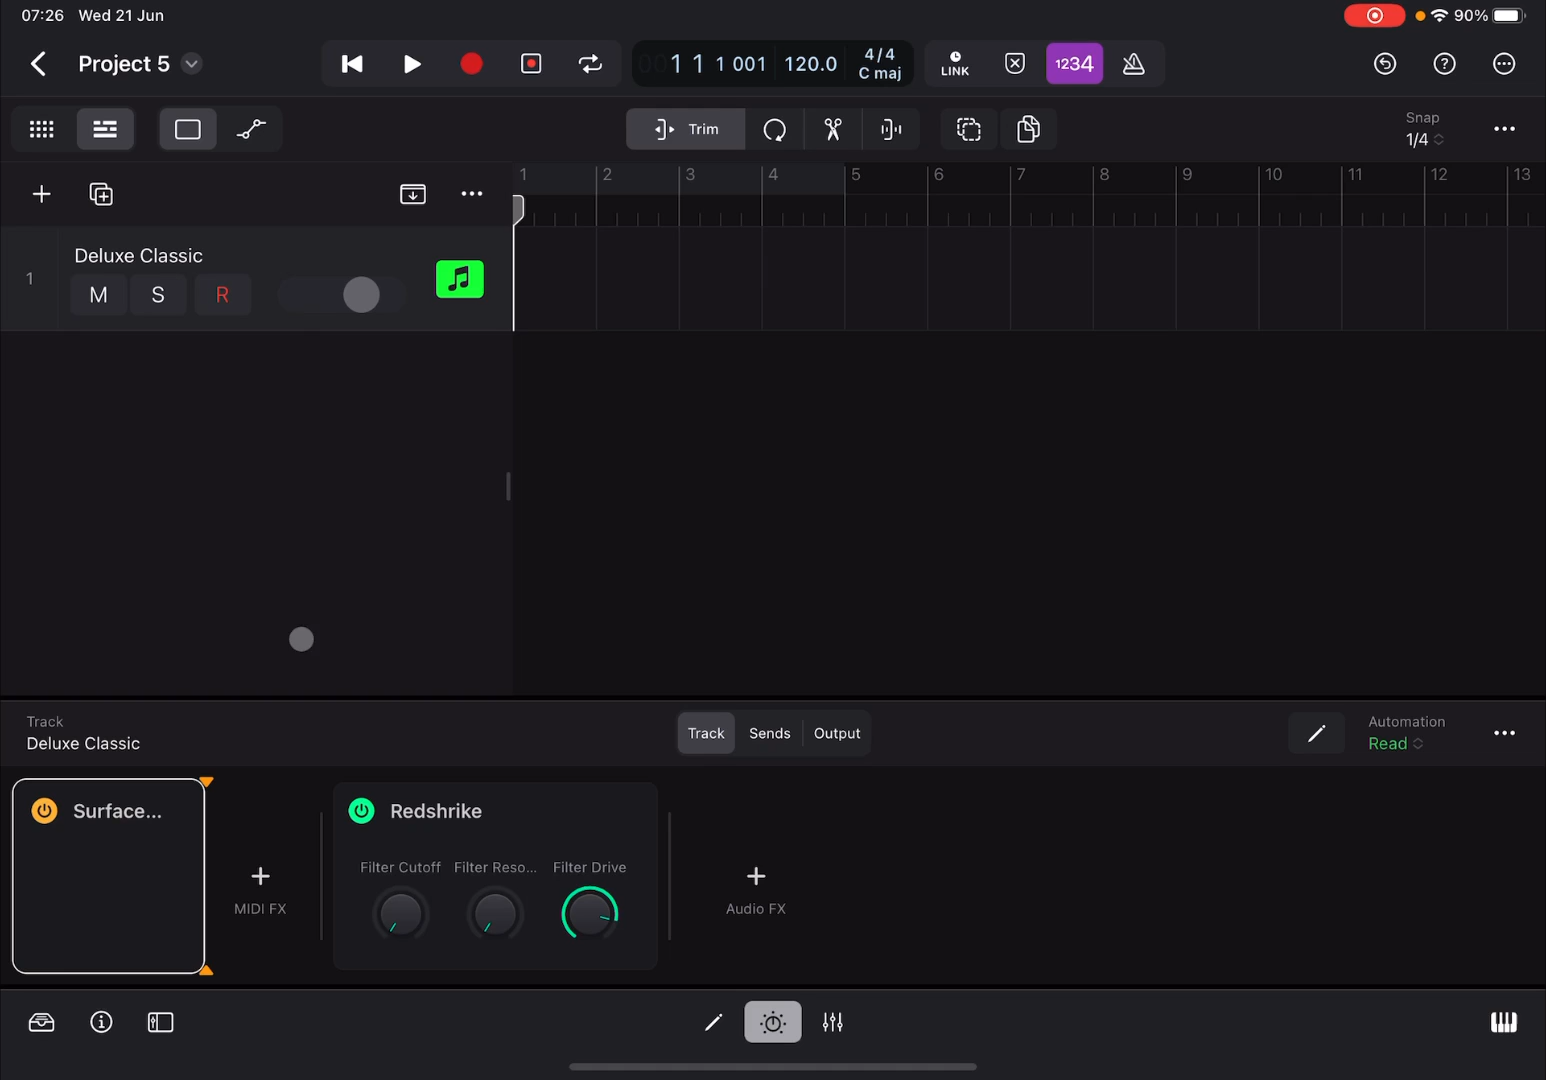 07:26 Wed 21 Jun
90%
Project 5
001 1 1 001 120.0 4/4 C maj
LINK
1234
Trim
Snap
1/4
1 2 3 4 5 6 7 8 9 10 11 12 13
1
Deluxe Classic
M S R
Track
Deluxe Classic
Track Sends Output
Automation
Read
Surface...
MIDI FX
Redshrike
Filter Cutoff Filter Reso... Filter Drive
Audio FX